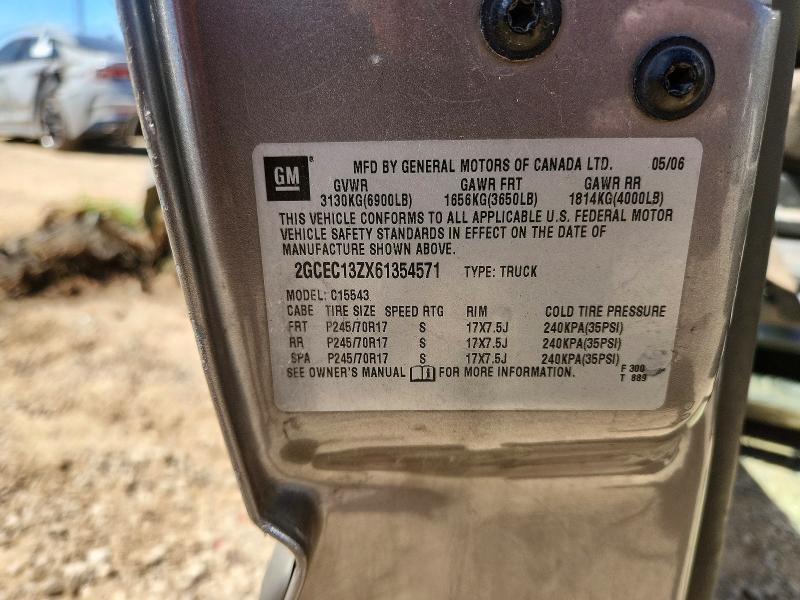 GM® MFD BY GENERAL MOTORS OF CANADA LTD. 05/06
GVWR GAWR FRT GAWR RR
3130KG(6900LB) 1656KG(3650LB) 1814KG(4000LB)
THIS VEHICLE CONFORMS TO ALL APPLICABLE U.S. FEDERAL MOTOR
VEHICLE SAFETY STANDARDS IN EFFECT ON THE DATE OF
MANUFACTURE SHOWN ABOVE.
2GCEC13ZX61354571 TYPE: TRUCK
MODEL: C15543
CABE TIRE SIZE SPEED RTG RIM COLD TIRE PRESSURE
FRT P245/70R17 S 17X7.5J 240KPA(35PSI)
RR P245/70R17 S 17X7.5J 240KPA(35PSI)
SPA P245/70R17 S 17X7.5J 240KPA(35PSI)
SEE OWNER'S MANUAL FOR MORE INFORMATION. F 300
T 889